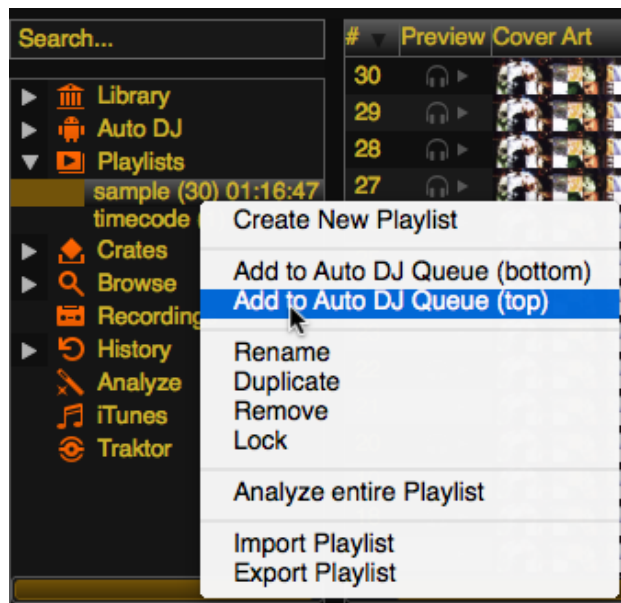 Search...
# Preview Cover Art
30
29
28
27
Library
Auto DJ
Playlists
sample (30) 01:16:47
timecode
Crates
Browse
Recording
History
Analyze
iTunes
Traktor
Create New Playlist
Add to Auto DJ Queue (bottom)
Add to Auto DJ Queue (top)
Rename
Duplicate
Remove
Lock
Analyze entire Playlist
Import Playlist
Export Playlist